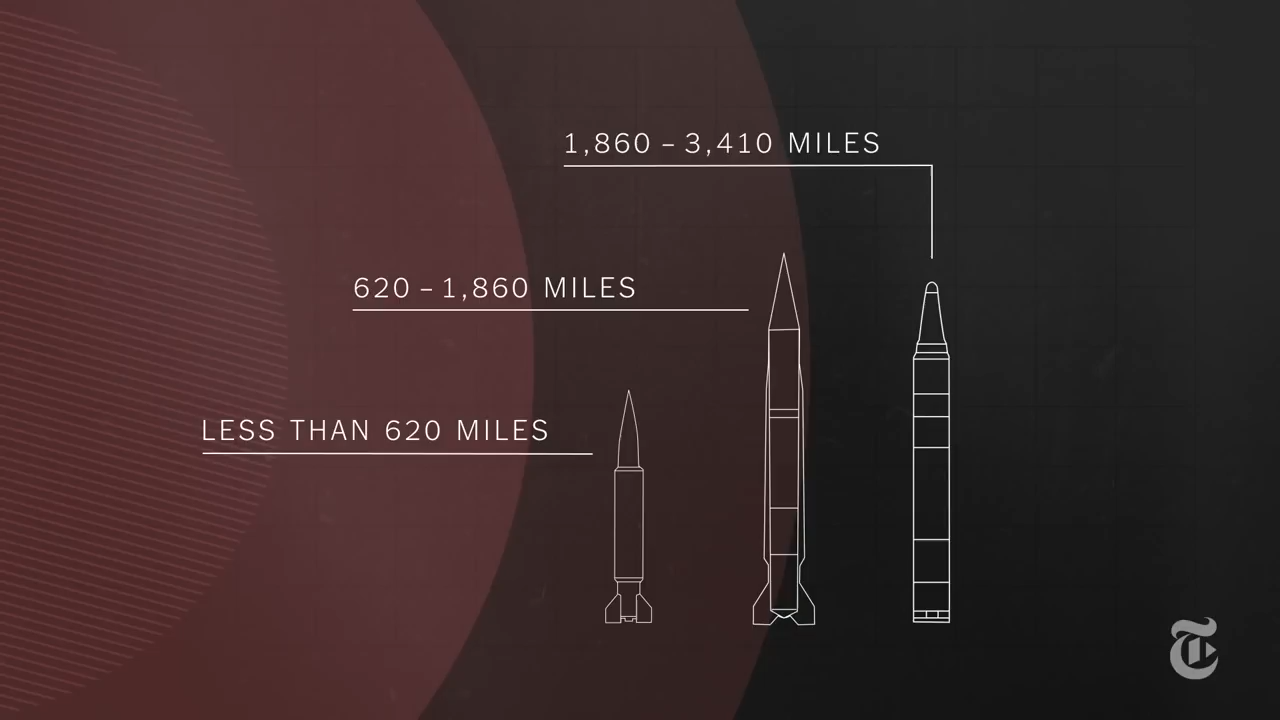 1,860 – 3,410 MILES
620 – 1,860 MILES
LESS THAN 620 MILES
T